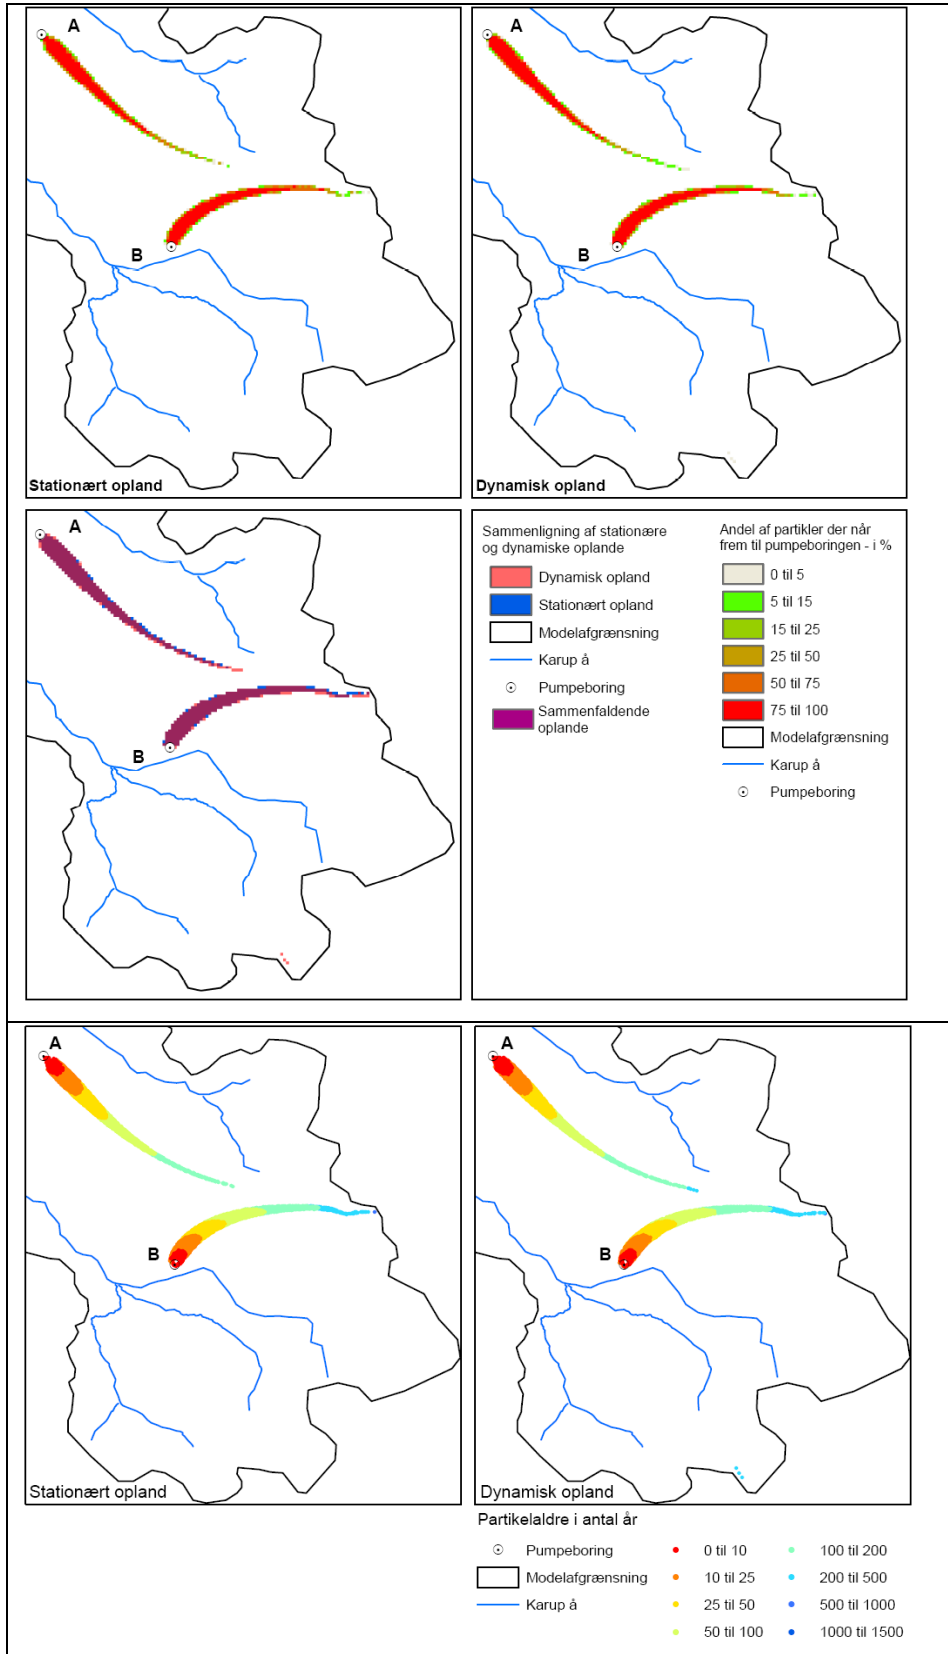 A
B
Stationært opland
A
B
Dynamisk opland
A
B
Sammenligning af stationære
og dynamiske oplande
Dynamisk opland
Stationært opland
Modelafgrænsning
Karup å
Pumpeboring
Sammenfaldende
oplande
Andel af partikler der når
frem til pumpeboringen - i %
0 til 5
5 til 15
15 til 25
25 til 50
50 til 75
75 til 100
Modelafgrænsning
Karup å
Pumpeboring
A
B
Stationært opland
A
B
Dynamisk opland
Partikelaldre i antal år
Pumpeboring
Modelafgrænsning
Karup å
0 til 10
10 til 25
25 til 50
50 til 100
100 til 200
200 til 500
500 til 1000
1000 til 1500